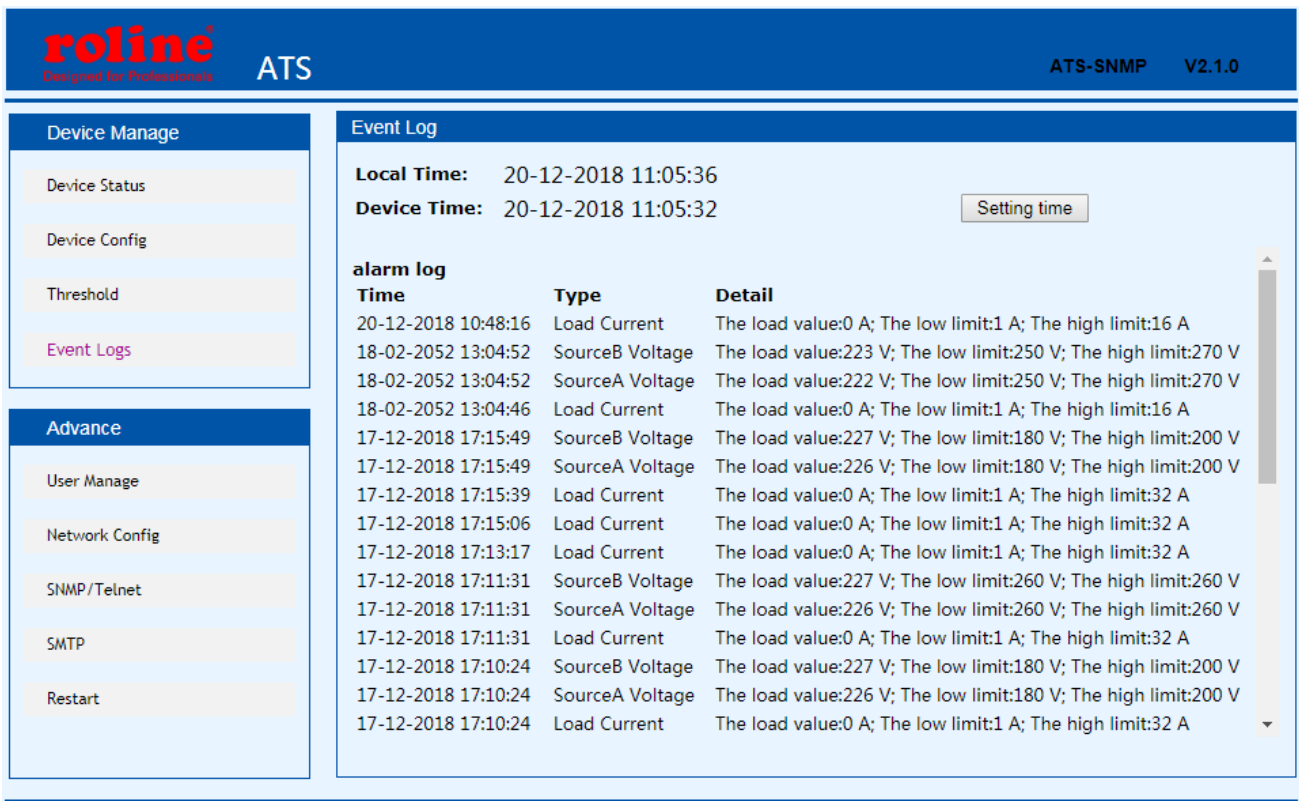 roline
Designed for Professionals
ATS
ATS-SNMP V2.1.0
Device Manage
Device Status
Device Config
Threshold
Event Logs
Advance
User Manage
Network Config
SNMP/Telnet
SMTP
Restart
Event Log
Local Time: 20-12-2018 11:05:36
Device Time: 20-12-2018 11:05:32
Setting time
alarm log
Time Type Detail
20-12-2018 10:48:16 Load Current The load value:0 A; The low limit:1 A; The high limit:16 A
18-02-2052 13:04:52 SourceB Voltage The load value:223 V; The low limit:250 V; The high limit:270 V
18-02-2052 13:04:52 SourceA Voltage The load value:222 V; The low limit:250 V; The high limit:270 V
18-02-2052 13:04:46 Load Current The load value:0 A; The low limit:1 A; The high limit:16 A
17-12-2018 17:15:49 SourceB Voltage The load value:227 V; The low limit:180 V; The high limit:200 V
17-12-2018 17:15:49 SourceA Voltage The load value:226 V; The low limit:180 V; The high limit:200 V
17-12-2018 17:15:39 Load Current The load value:0 A; The low limit:1 A; The high limit:32 A
17-12-2018 17:15:06 Load Current The load value:0 A; The low limit:1 A; The high limit:32 A
17-12-2018 17:13:17 Load Current The load value:0 A; The low limit:1 A; The high limit:32 A
17-12-2018 17:11:31 SourceB Voltage The load value:227 V; The low limit:260 V; The high limit:260 V
17-12-2018 17:11:31 SourceA Voltage The load value:226 V; The low limit:260 V; The high limit:260 V
17-12-2018 17:11:31 Load Current The load value:0 A; The low limit:1 A; The high limit:32 A
17-12-2018 17:10:24 SourceB Voltage The load value:227 V; The low limit:180 V; The high limit:200 V
17-12-2018 17:10:24 SourceA Voltage The load value:226 V; The low limit:180 V; The high limit:200 V
17-12-2018 17:10:24 Load Current The load value:0 A; The low limit:1 A; The high limit:32 A